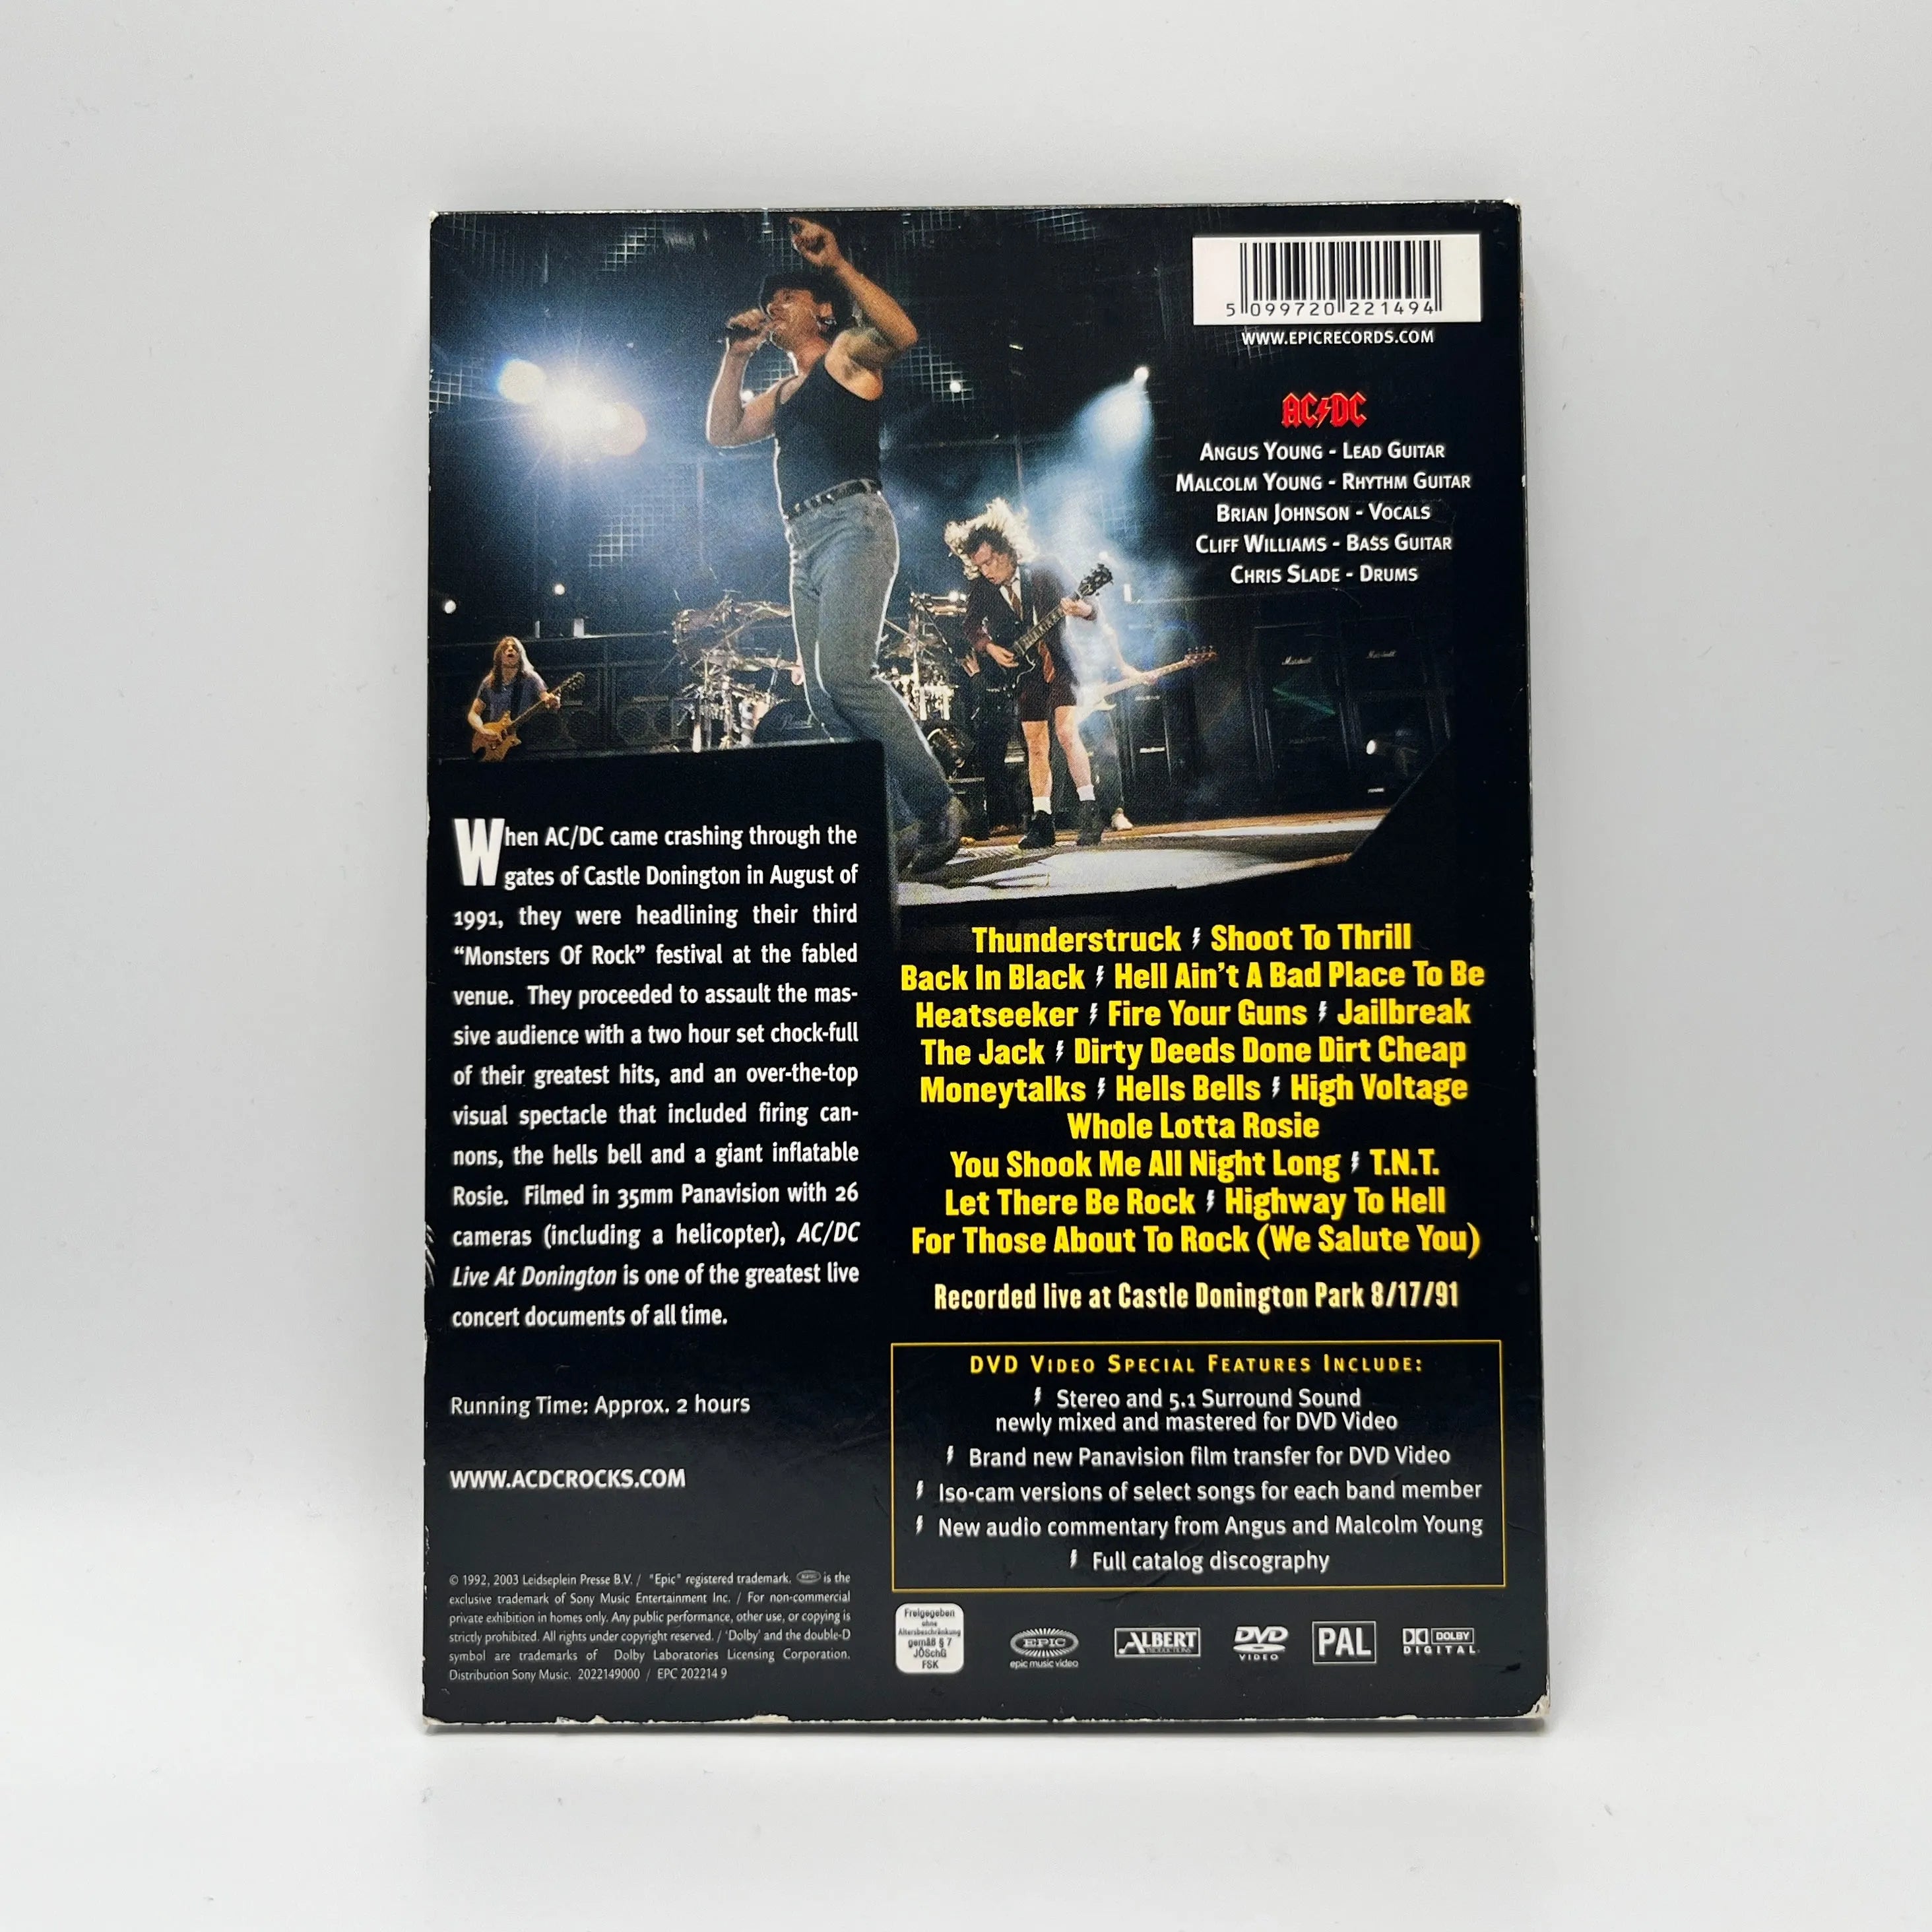 5 099720 221494
WWW.EPICRECORDS.COM
AC/DC
ANGUS YOUNG - LEAD GUITAR
MALCOLM YOUNG - RHYTHM GUITAR
BRIAN JOHNSON - VOCALS
CLIFF WILLIAMS - BASS GUITAR
CHRIS SLADE - DRUMS
Marshall
Marshall
When AC/DC came crashing through the
gates of Castle Donington in August of
1991, they were headlining their third
“Monsters Of Rock” festival at the fabled
venue. They proceeded to assault the mas-
sive audience with a two hour set chock-full
of their greatest hits, and an over-the-top
visual spectacle that included firing can-
nons, the hells bell and a giant inflatable
Rosie. Filmed in 35mm Panavision with 26
cameras (including a helicopter), AC/DC
Live At Donington is one of the greatest live
concert documents of all time.
Running Time: Approx. 2 hours
WWW.ACDCROCKS.COM
© 1992, 2003 Leidseplein Presse B.V. / "Epic" registered trademark. EPIC is the
exclusive trademark of Sony Music Entertainment Inc. / For non-commercial
private exhibition in homes only. Any public performance, other use, or copying is
strictly prohibited. All rights under copyright reserved. / 'Dolby' and the double-D
symbol are trademarks of Dolby Laboratories Licensing Corporation.
Distribution Sony Music. 2022149000 / EPC 202214 9
Thunderstruck Shoot To Thrill
Back In Black Hell Ain't A Bad Place To Be
Heatseeker Fire Your Guns Jailbreak
The Jack Dirty Deeds Done Dirt Cheap
Moneytalks Hells Bells High Voltage
Whole Lotta Rosie
You Shook Me All Night Long T.N.T.
Let There Be Rock Highway To Hell
For Those About To Rock (We Salute You)
Recorded live at Castle Donington Park 8/17/91
DVD VIDEO SPECIAL FEATURES INCLUDE:
Stereo and 5.1 Surround Sound
newly mixed and mastered for DVD Video
Brand new Panavision film transfer for DVD Video
Iso-cam versions of select songs for each band member
New audio commentary from Angus and Malcolm Young
Full catalog discography
Freigegeben
ohne
Altersbeschränkung
gemäß § 7
JÖSchG
FSK
EPIC
epic music video
ALBERT
PRODUCTIONS
DVD
VIDEO
PAL
DOLBY
DIGITAL